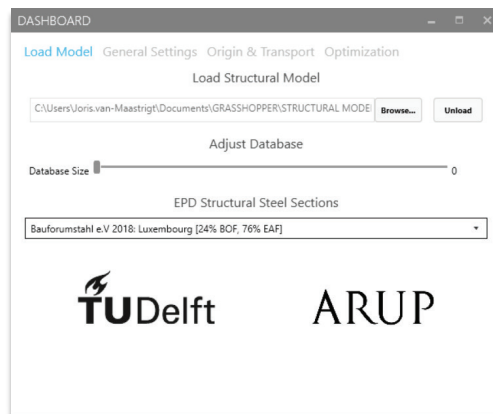 DASHBOARD
Load Model General Settings Origin & Transport Optimization
Load Structural Model
C:\Users\Joris.van-Maastrigt\Documents\GRASSHOPPER\STRUCTURAL MODE Browse... Unload
Adjust Database
Database Size 0
EPD Structural Steel Sections
Bauforumstahl e.V 2018: Luxembourg [24% BOF, 76% EAF]
TUDelft ARUP